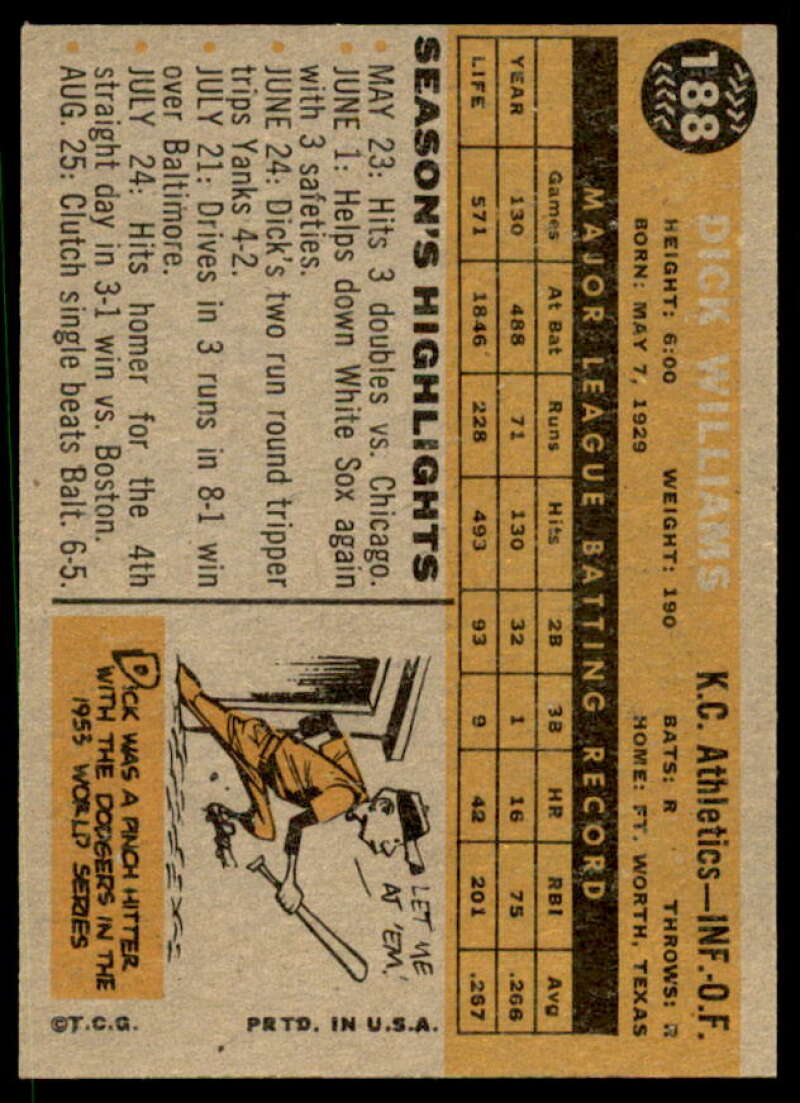 188
DICK WILLIAMS
K.C. Athletics—INF.-O.F.
HEIGHT: 6:00 WEIGHT: 190 BATS: R THROWS: R
BORN: MAY 7, 1929 HOME: FT. WORTH, TEXAS
MAJOR LEAGUE BATTING RECORD
Games At Bat Runs Hits 2B 3B HR RBI Avg
YEAR 130 488 71 130 32 1 16 75 .266
LIFE 571 1846 228 493 93 9 42 201 .267
SEASON'S HIGHLIGHTS
• MAY 23: Hits 3 doubles vs. Chicago.
• JUNE 1: Helps down White Sox again
with 3 safeties.
• JUNE 24: Dick's two run round tripper
trips Yanks 4-2.
• JULY 21: Drives in 3 runs in 8-1 win
over Baltimore.
• JULY 24: Hits homer for the 4th
straight day in 3-1 win vs. Boston.
• AUG. 25: Clutch single beats Balt. 6-5.
LET ME
AT 'EM!
DICK WAS A PINCH HITTER
WITH THE DODGERS IN THE
1953 WORLD SERIES
©T.C.G. PRTD. IN U.S.A.